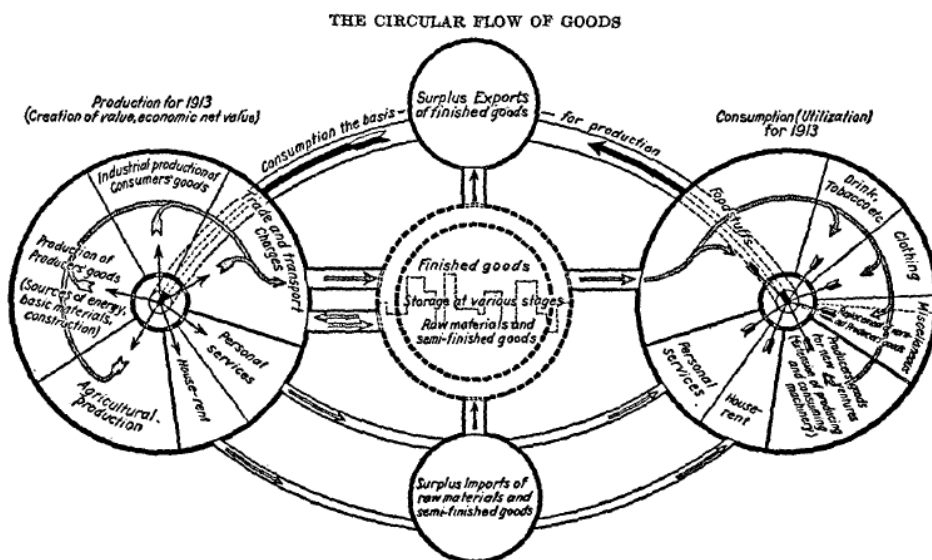 THE CIRCULAR FLOW OF GOODS
Surplus Exports
of finished goods
Production for 1913
(Creation of value, economic net value)
Consumption the basis
for production
Consumption (Utilization)
for 1913
Industrial production of
Consumers' goods
Trade and transport
Charges
Production of
Producers' goods
(Sources of energy,
basic materials,
construction)
Personal
services
House-rent
Agricultural
production
Finished goods
Storage at various stages
Raw materials and
semi-finished goods
Foodstuffs
Drink,
Tobacco etc.
Clothing
Miscellaneous
Producers' goods
for new ventures
(Extension of producing
and consuming
machinery)
House-
rent
Personal
Services
Surplus Imports of
raw materials and
semi-finished goods